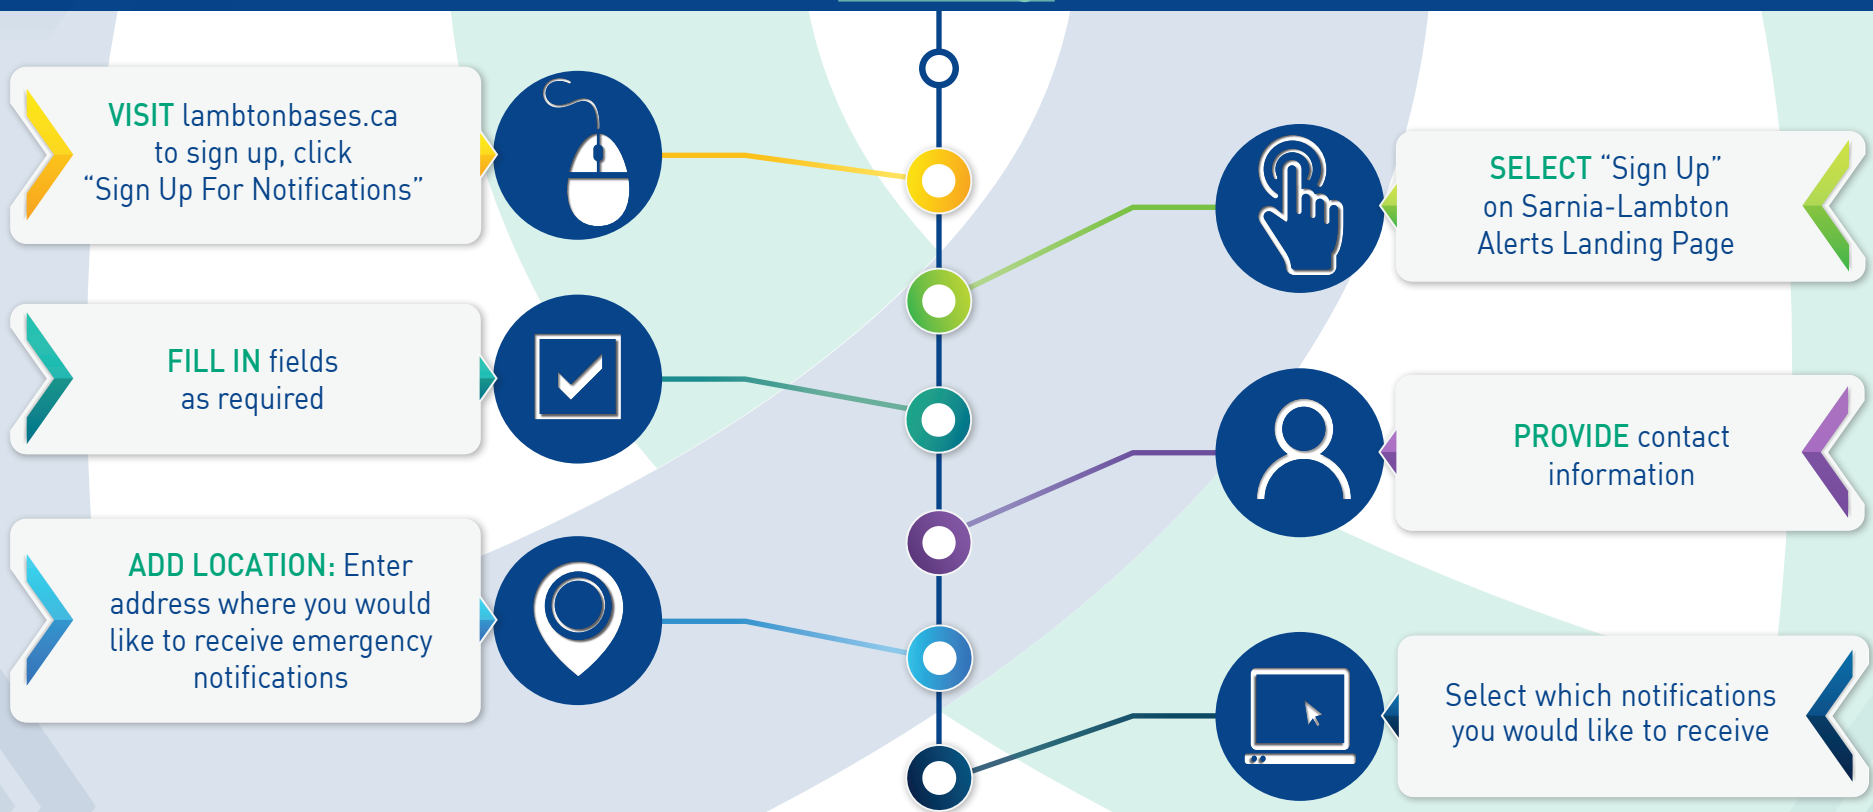 VISIT lambtonbases.ca
to sign up, click
“Sign Up For Notifications”
SELECT “Sign Up”
on Sarnia-Lambton
Alerts Landing Page
FILL IN fields
as required
PROVIDE contact
information
ADD LOCATION: Enter
address where you would
like to receive emergency
notifications
Select which notifications
you would like to receive